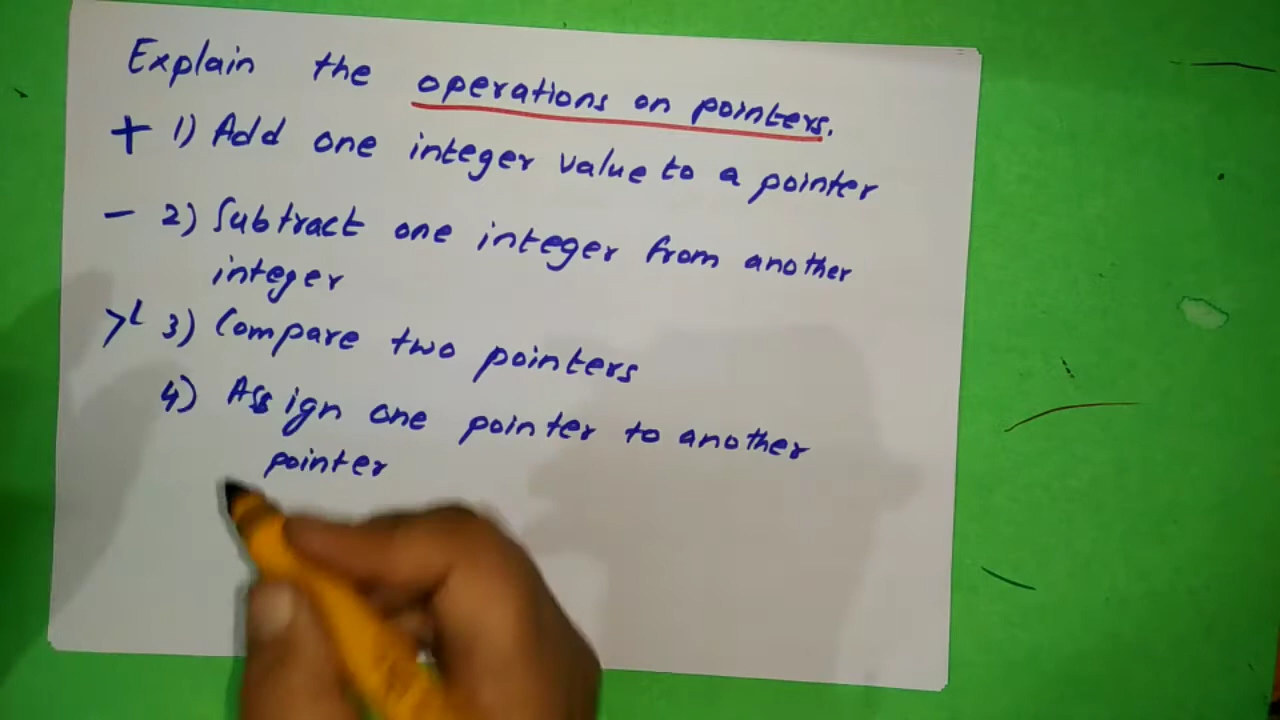 Explain the operations on pointers.
+ 1) Add one integer value to a pointer
- 2) Subtract one integer from another
integer
>< 3) Compare two pointers
4) Assign one pointer to another
pointer